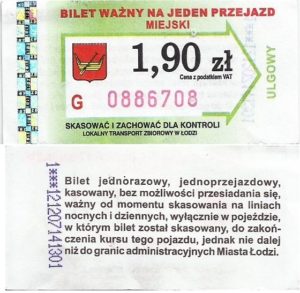 BILET WAŻNY NA JEDEN PRZEJAZD
MIEJSKI
1,90 zł
Cena z podatkiem VAT
ULGOWY
G 0886708
SKASOWAĆ I ZACHOWAĆ DLA KONTROLI
LOKALNY TRANSPORT ZBIOROWY W ŁODZI
1***121207141301
Bilet jednorazowy, jednoprzejazdowy,
kasowany, bez możliwości przesiadania się,
ważny od momentu skasowania na liniach
nocnych i dziennych, wyłącznie w pojeździe,
w którym bilet został skasowany, do zakoń-
czenia kursu tego pojazdu, jednak nie dalej
niż do granic administracyjnych Miasta Łodzi.